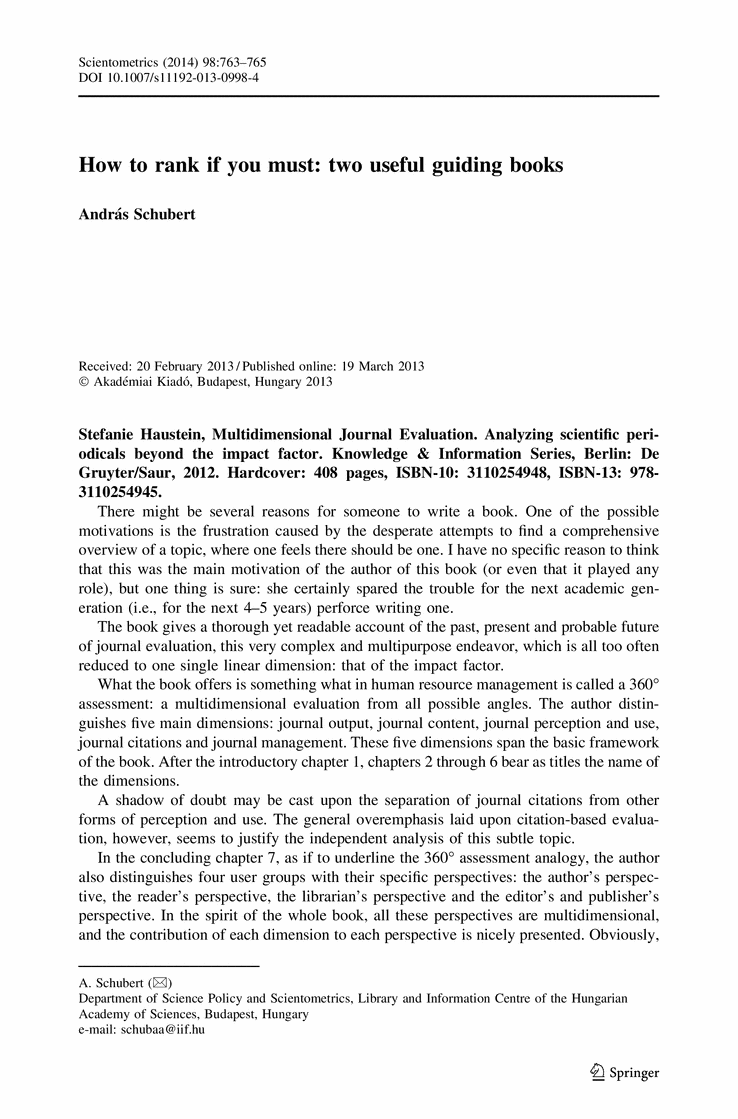 Scientometrics (2014) 98:763–765
DOI 10.1007/s11192-013-0998-4
How to rank if you must: two useful guiding books
András Schubert
Received: 20 February 2013 / Published online: 19 March 2013
© Akadémiai Kiadó, Budapest, Hungary 2013
Stefanie Haustein, Multidimensional Journal Evaluation. Analyzing scientific peri-
odicals beyond the impact factor. Knowledge & Information Series, Berlin: De
Gruyter/Saur, 2012. Hardcover: 408 pages, ISBN-10: 3110254948, ISBN-13: 978-
3110254945.
There might be several reasons for someone to write a book. One of the possible
motivations is the frustration caused by the desperate attempts to find a comprehensive
overview of a topic, where one feels there should be one. I have no specific reason to think
that this was the main motivation of the author of this book (or even that it played any
role), but one thing is sure: she certainly spared the trouble for the next academic gen-
eration (i.e., for the next 4–5 years) perforce writing one.
The book gives a thorough yet readable account of the past, present and probable future
of journal evaluation, this very complex and multipurpose endeavor, which is all too often
reduced to one single linear dimension: that of the impact factor.
What the book offers is something what in human resource management is called a 360°
assessment: a multidimensional evaluation from all possible angles. The author distin-
guishes five main dimensions: journal output, journal content, journal perception and use,
journal citations and journal management. These five dimensions span the basic framework
of the book. After the introductory chapter 1, chapters 2 through 6 bear as titles the name of
the dimensions.
A shadow of doubt may be cast upon the separation of journal citations from other
forms of perception and use. The general overemphasis laid upon citation-based evalua-
tion, however, seems to justify the independent analysis of this subtle topic.
In the concluding chapter 7, as if to underline the 360° assessment analogy, the author
also distinguishes four user groups with their specific perspectives: the author's perspec-
tive, the reader's perspective, the librarian's perspective and the editor's and publisher's
perspective. In the spirit of the whole book, all these perspectives are multidimensional,
and the contribution of each dimension to each perspective is nicely presented. Obviously,
A. Schubert (✉)
Department of Science Policy and Scientometrics, Library and Information Centre of the Hungarian
Academy of Sciences, Budapest, Hungary
e-mail: schubaa@iif.hu
Springer